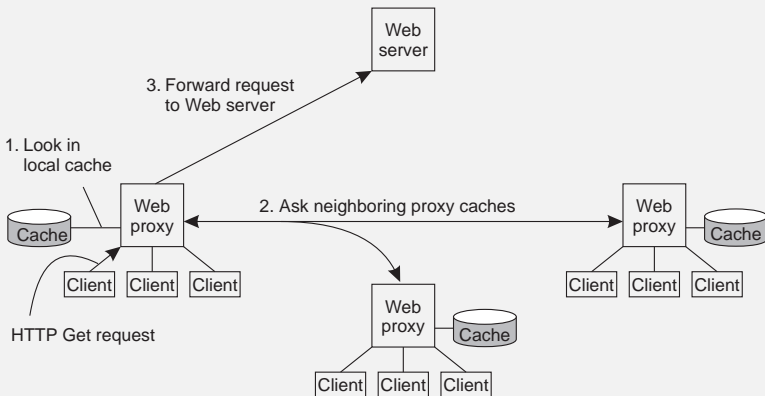 Web
server
3. Forward request
to Web server
1. Look in
local cache
Web
proxy
2. Ask neighboring proxy caches
Web
proxy
Cache
Cache
Client
Client
Client
Client
Client
Client
HTTP Get request
Web
proxy
Cache
Client
Client
Client